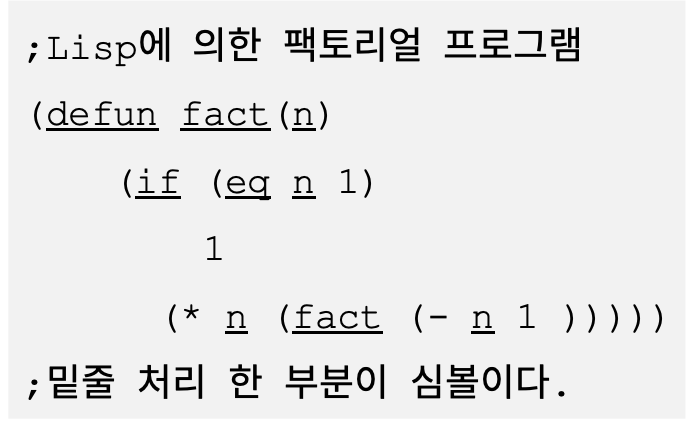 ;Lisp에 의한 팩토리얼 프로그램
(defun fact(n)
(if (eq n 1)
1
(* n (fact (- n 1 )))))
;밑줄 처리 한 부분이 심볼이다.